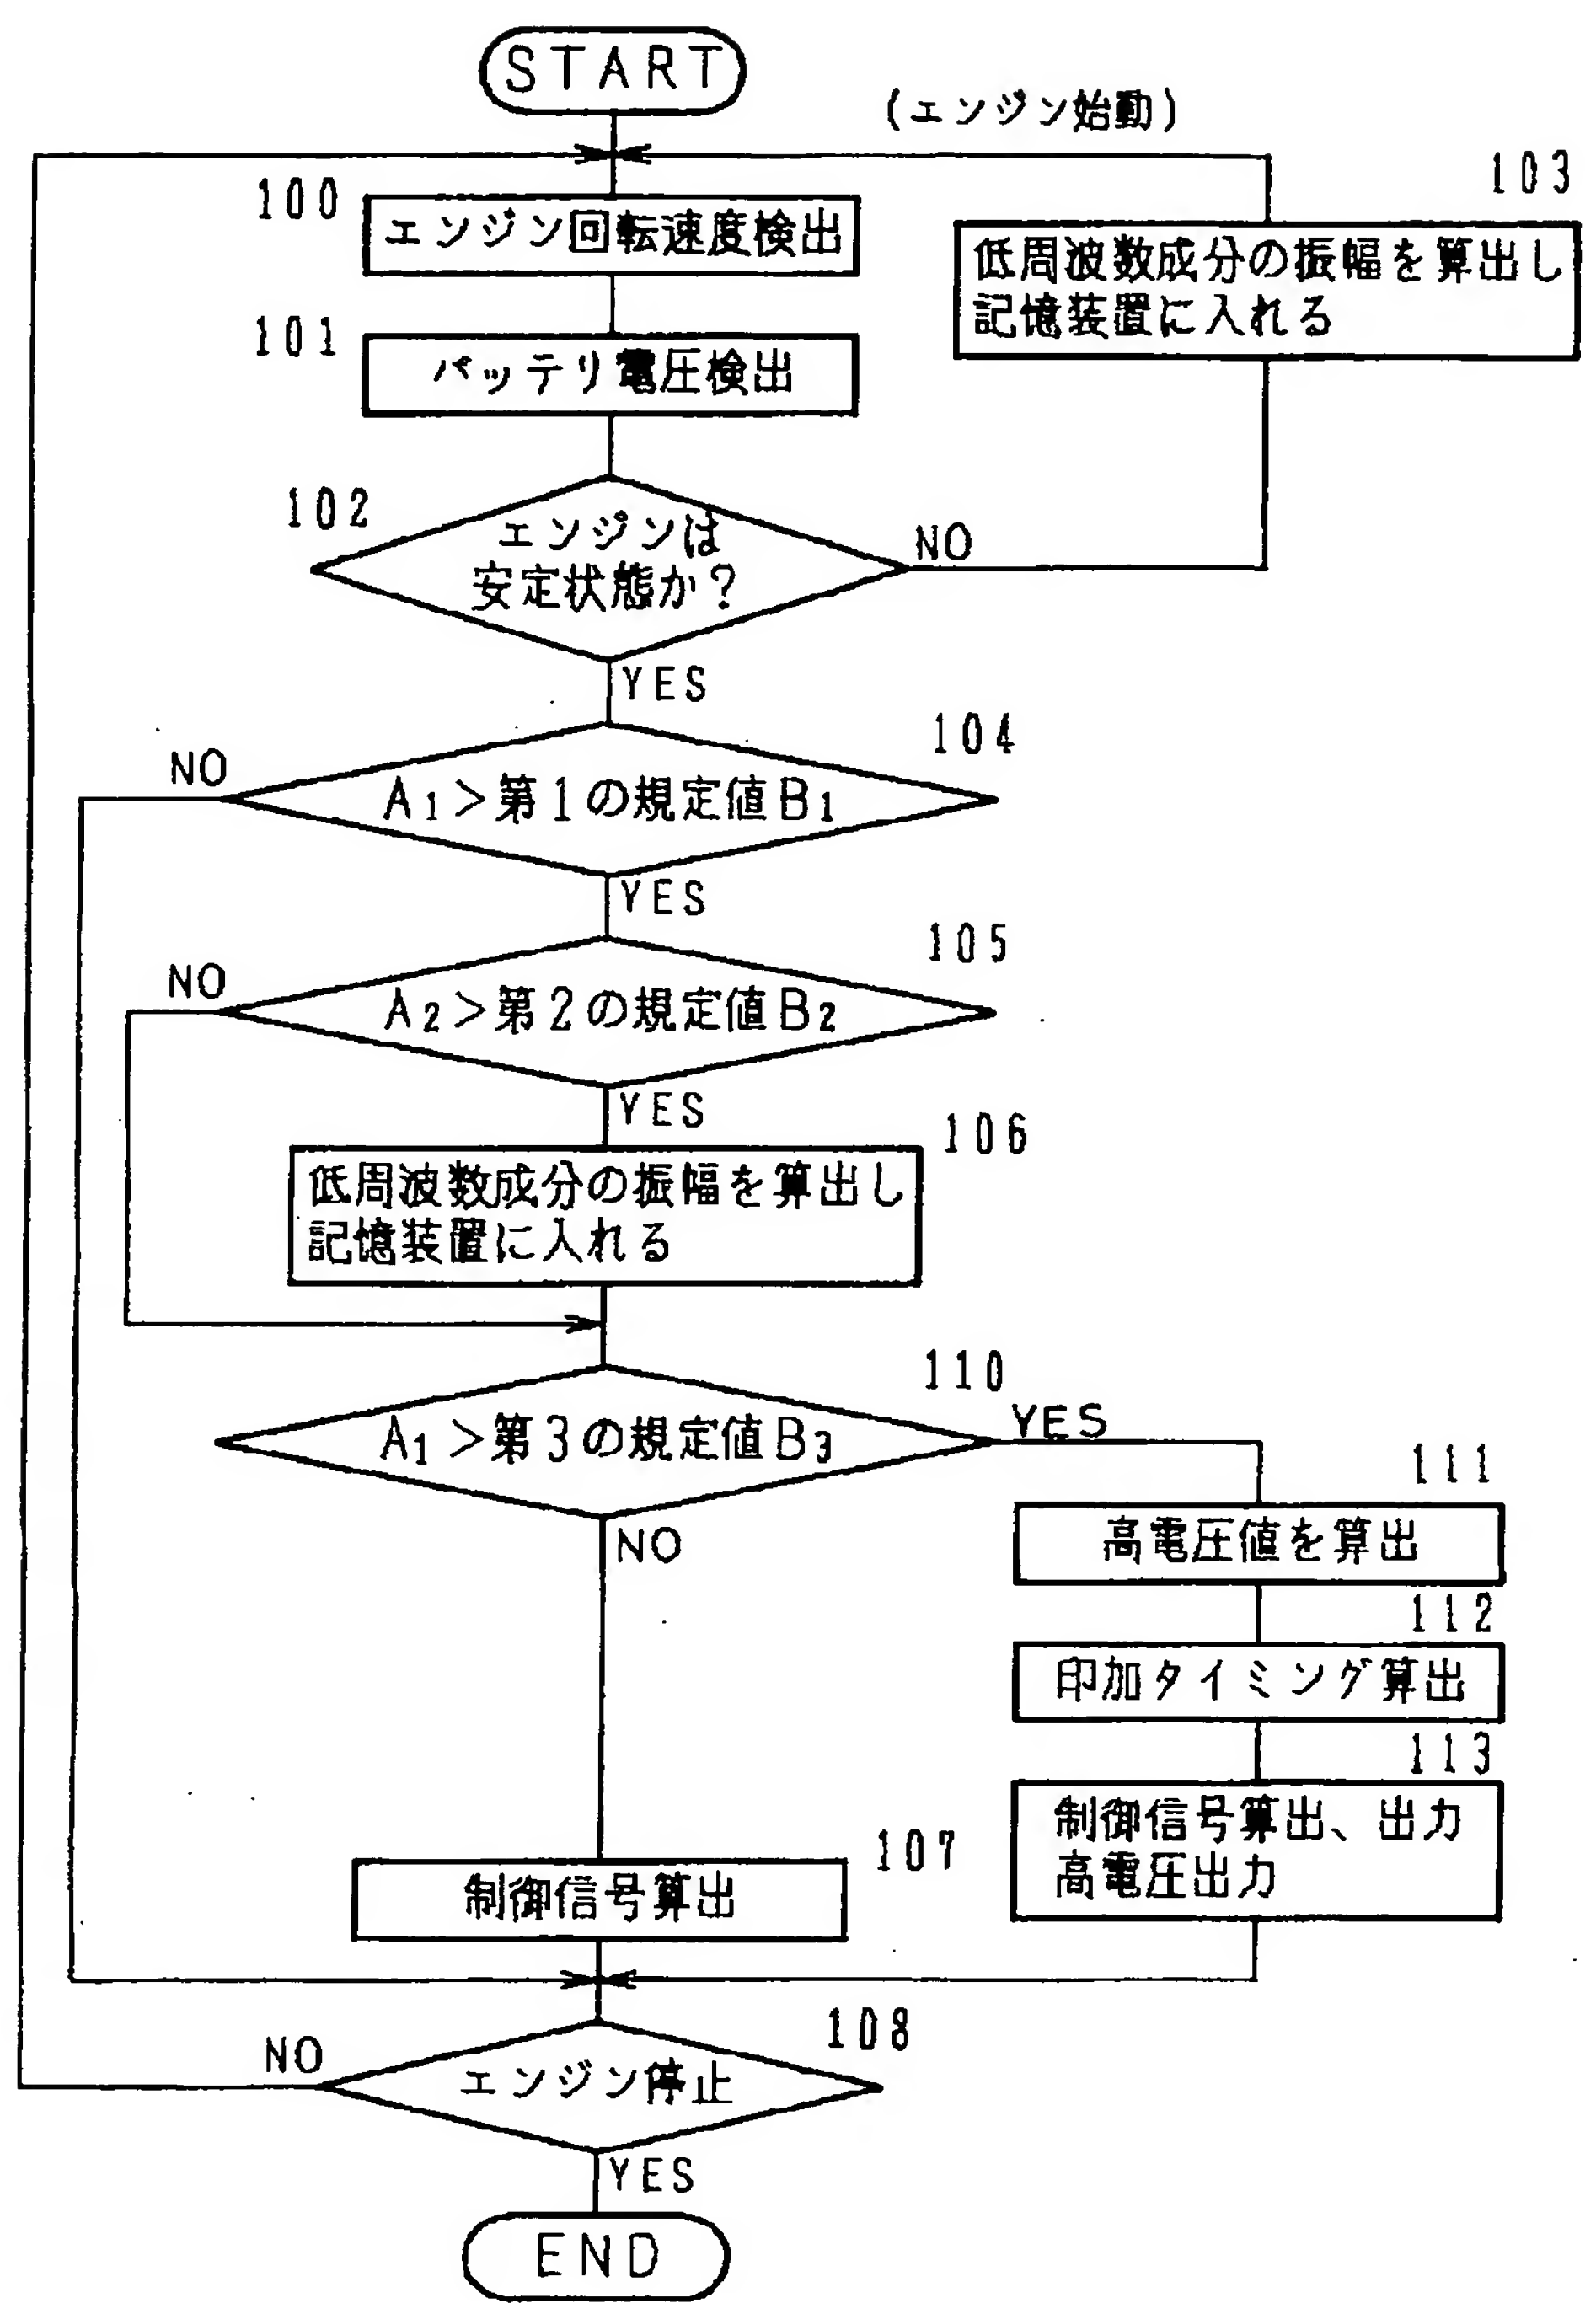 START
(エンジン始動)
100
エンジン回転速度検出
103
低周波数成分の振幅を算出し
記憶装置に入れる
101
バッテリ電圧検出
102
エンジンは
安定状態か?
NO
YES
104
NO
A1>第1の規定値B1
YES
105
NO
A2>第2の規定値B2
YES
106
低周波数成分の振幅を算出し
記憶装置に入れる
110
A1>第3の規定値B3
YES
NO
111
高電圧値を算出
112
印加タイミング算出
113
制御信号算出、出力
高電圧出力
107
制御信号算出
108
NO
エンジン停止
YES
END